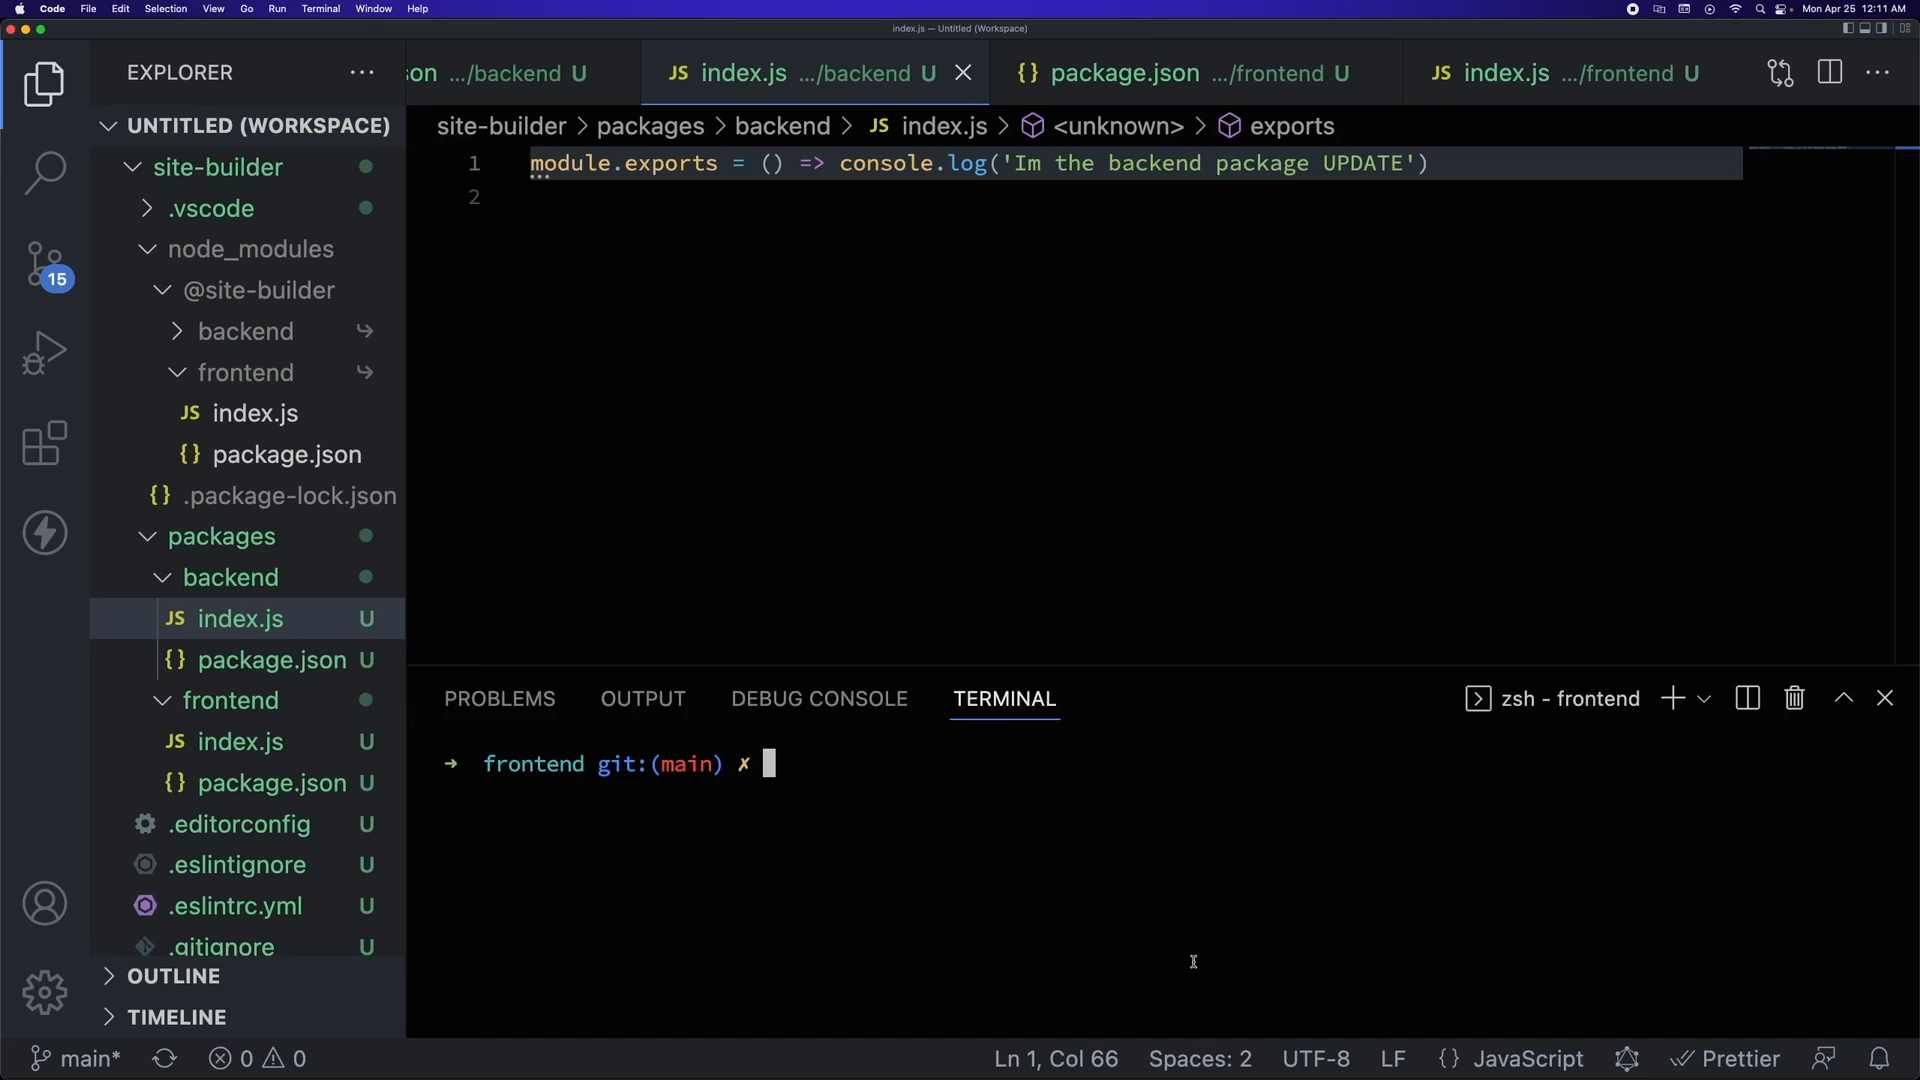 Code File Edit Selection View Go Run Terminal Window Help
Mon Apr 25 12:11 AM
index.js — Untitled (Workspace)
EXPLORER
UNTITLED (WORKSPACE)
site-builder
.vscode
node_modules
@site-builder
backend
frontend
JS index.js
{} package.json
{} .package-lock.json
packages
backend
JS index.js U
{} package.json U
frontend
JS index.js U
{} package.json U
.editorconfig U
.eslintignore U
.eslintrc.yml U
.gitignore U
OUTLINE
TIMELINE
15
son .../backend U
JS index.js .../backend U
{} package.json .../frontend U
JS index.js .../frontend U
site-builder > packages > backend > JS index.js > <unknown> > exports
1 module.exports = () => console.log('Im the backend package UPDATE')
2
PROBLEMS OUTPUT DEBUG CONSOLE TERMINAL
zsh - frontend
➜ frontend git:(main) ✗
main* 0 0
Ln 1, Col 66 Spaces: 2 UTF-8 LF {} JavaScript Prettier